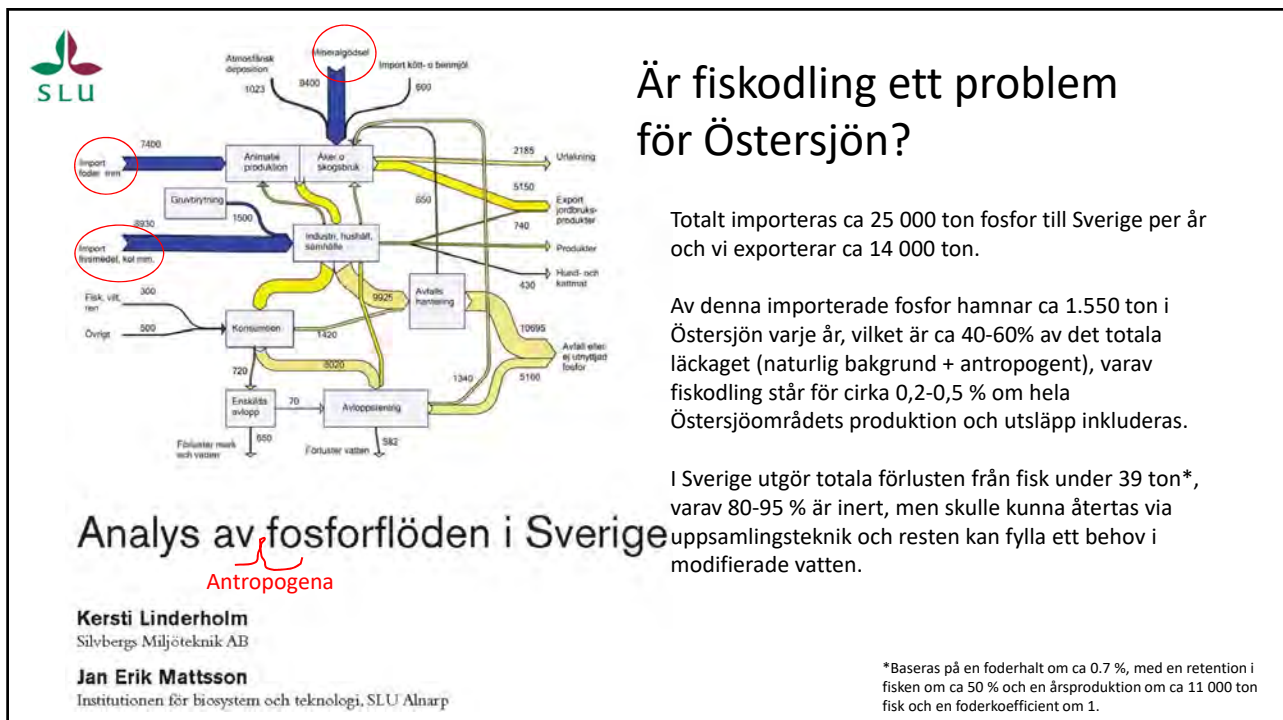 SLU
Atmosfärisk
deposition
1023
Mineralgödsel
9400
Import kött- o benmjöl
600
7400
Import
foder mm
Animalie
produktion
Åker o
skogsbruk
2185
Urlakning
5150
Export
jordbruks-
produkter
Gruvbrytning
1500
8930
Import
livsmedel, kol mm.
Industri, hushåll,
samhälle
650
740
Produkter
Hund- och
kattmat
430
Fisk, vilt,
ren
300
Övrigt
500
Konsumtion
9925
Avfalls
hantering
1420
10695
Avfall eller
ej utnyttjad
fosfor
5160
6020
1340
720
Enskilda
avlopp
70
Avloppsrening
650
Förluster mark
och vatten
582
Förluster vatten
Är fiskodling ett problem
för Östersjön?
Totalt importeras ca 25 000 ton fosfor till Sverige per år
och vi exporterar ca 14 000 ton.
Av denna importerade fosfor hamnar ca 1.550 ton i
Östersjön varje år, vilket är ca 40-60% av det totala
läckaget (naturlig bakgrund + antropogent), varav
fiskodling står för cirka 0,2-0,5 % om hela
Östersjöområdets produktion och utsläpp inkluderas.
I Sverige utgör totala förlusten från fisk under 39 ton*,
varav 80-95 % är inert, men skulle kunna återtas via
uppsamlingsteknik och resten kan fylla ett behov i
modifierade vatten.
Analys av fosforflöden i Sverige
Antropogena
Kersti Linderholm
Silvbergs Miljöteknik AB
Jan Erik Mattsson
Institutionen för biosystem och teknologi, SLU Alnarp
*Baseras på en foderhalt om ca 0.7 %, med en retention i
fisken om ca 50 % och en årsproduktion om ca 11 000 ton
fisk och en foderkoefficient om 1.